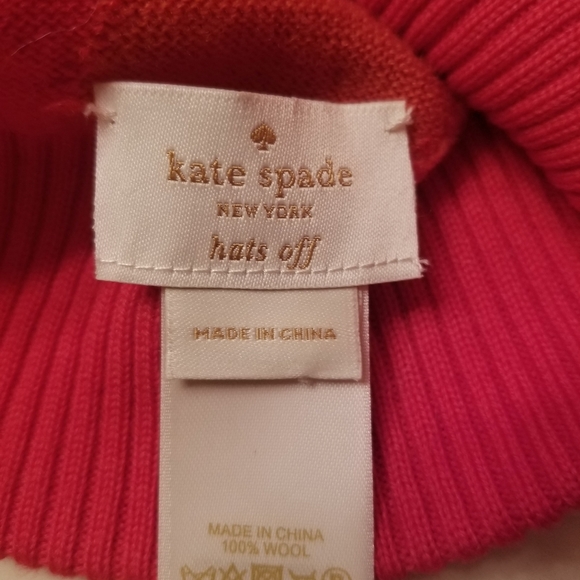 kate spade
NEW YORK
hats off
MADE IN CHINA
MADE IN CHINA
100% WOOL